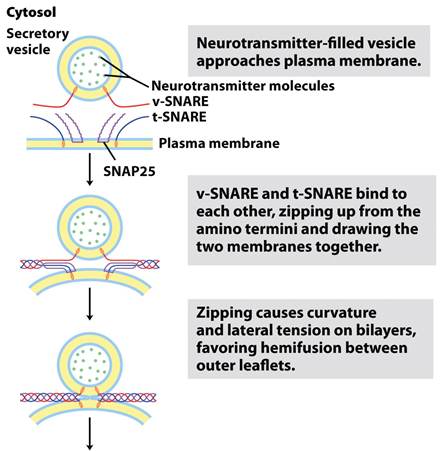 Cytosol
Secretory
vesicle
Neurotransmitter-filled vesicle
approaches plasma membrane.
Neurotransmitter molecules
v-SNARE
t-SNARE
Plasma membrane
SNAP25
v-SNARE and t-SNARE bind to
each other, zipping up from the
amino termini and drawing the
two membranes together.
Zipping causes curvature
and lateral tension on bilayers,
favoring hemifusion between
outer leaflets.